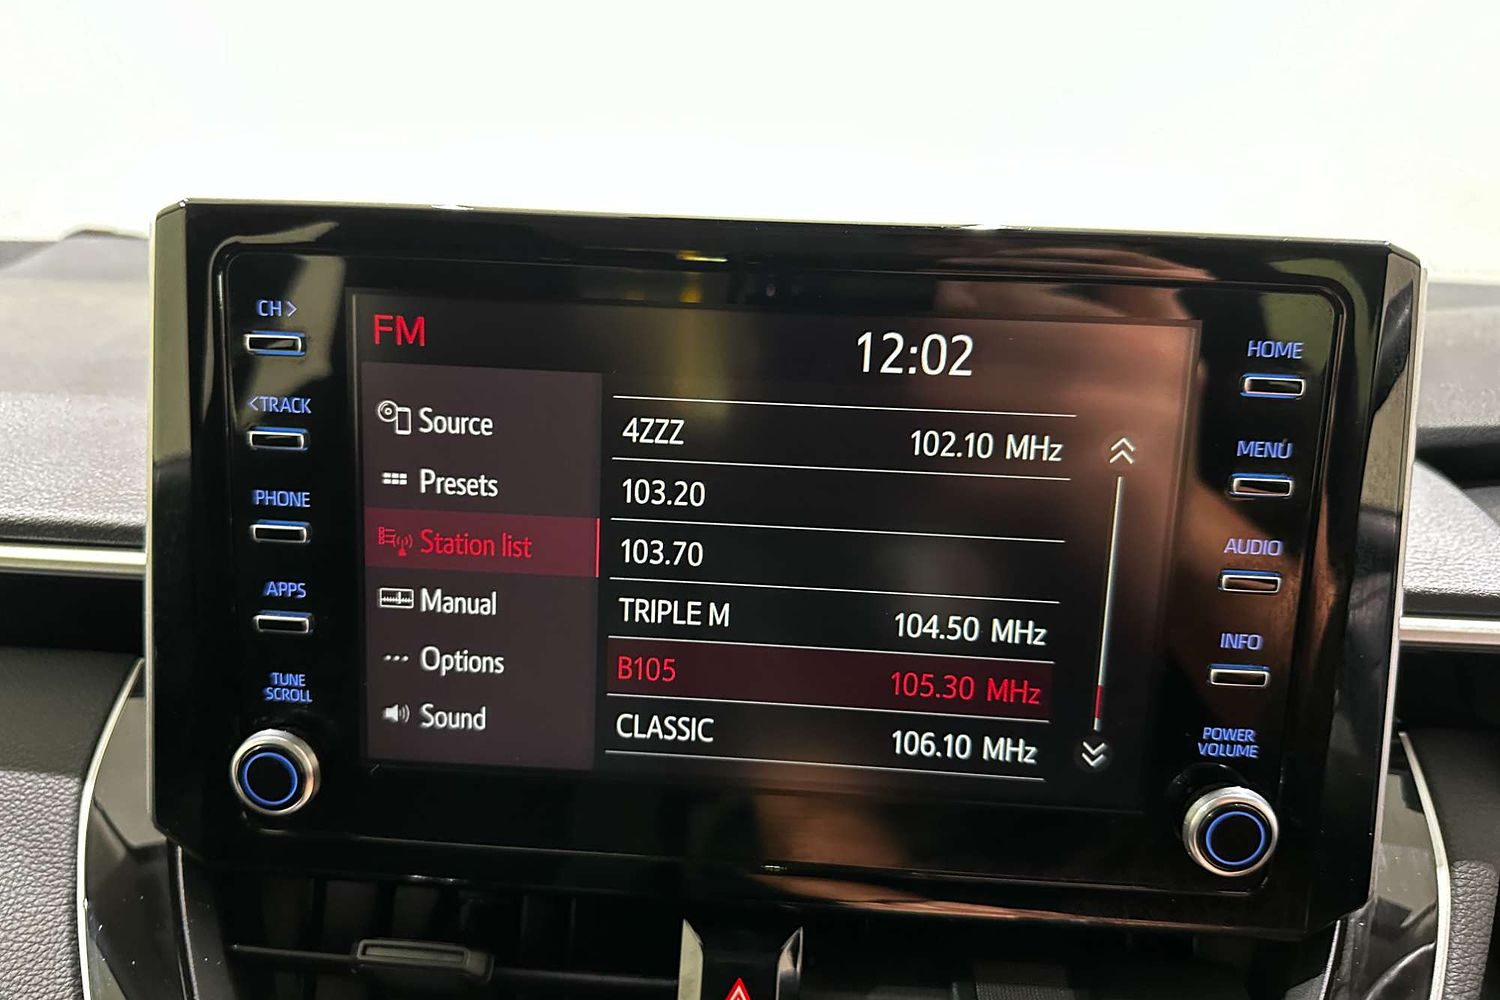 CH >
<TRACK
PHONE
APPS
TUNE
SCROLL
FM
12:02
Source
Presets
Station list
Manual
Options
Sound
4ZZZ 102.10 MHz
103.20
103.70
TRIPLE M 104.50 MHz
B105 105.30 MHz
CLASSIC 106.10 MHz
HOME
MENU
AUDIO
INFO
POWER
VOLUME